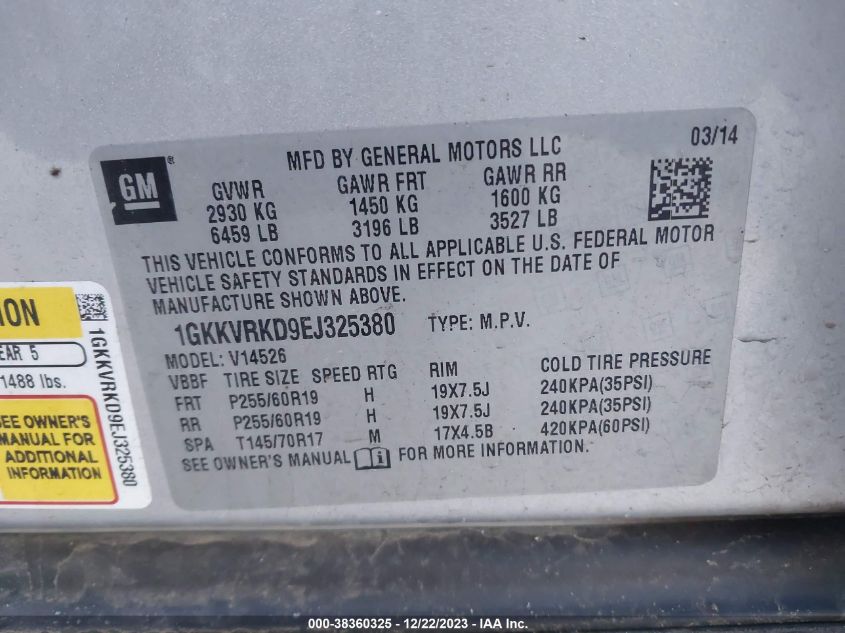 03/14
MFD BY GENERAL MOTORS LLC
GM®
GVWR GAWR FRT GAWR RR
2930 KG 1450 KG 1600 KG
6459 LB 3196 LB 3527 LB
THIS VEHICLE CONFORMS TO ALL APPLICABLE U.S. FEDERAL MOTOR
VEHICLE SAFETY STANDARDS IN EFFECT ON THE DATE OF
MANUFACTURE SHOWN ABOVE.
1GKKVRKD9EJ325380 TYPE: M.P.V.
MODEL: V14526
VBBF TIRE SIZE SPEED RTG RIM COLD TIRE PRESSURE
FRT P255/60R19 H 19X7.5J 240KPA(35PSI)
RR P255/60R19 H 19X7.5J 240KPA(35PSI)
SPA T145/70R17 M 17X4.5B 420KPA(60PSI)
SEE OWNER'S MANUAL FOR MORE INFORMATION.
ION
EAR 5
1488 lbs.
SEE OWNER'S
MANUAL FOR
ADDITIONAL
INFORMATION
1GKKVRKD9EJ325380
000-38360325 - 12/22/2023 - IAA Inc.